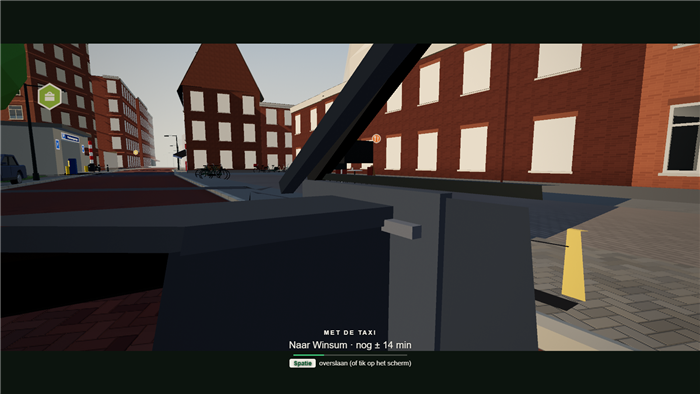 MET DE TAXI
Naar Winsum · nog ± 14 min
Spatie overslaan (of tik op het scherm)